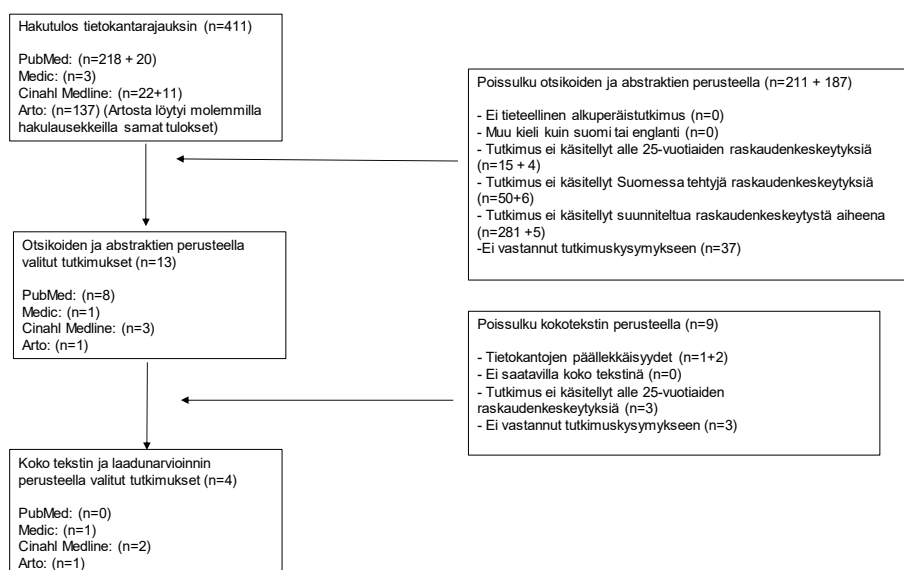 Hakutulos tietokantarajauksin (n=411)
PubMed: (n=218 + 20)
Medic: (n=3)
Cinahl Medline: (n=22+11)
Arto: (n=137) (Artosta löytyi molemmilla
hakulausekkeilla samat tulokset)
Poissulku otsikoiden ja abstraktien perusteella (n=211 + 187)
- Ei tieteellinen alkuperäistutkimus (n=0)
- Muu kieli kuin suomi tai englanti (n=0)
- Tutkimus ei käsitellyt alle 25-vuotiaiden raskaudenkeskeytyksiä
(n=15 + 4)
- Tutkimus ei käsitellyt Suomessa tehtyjä raskaudenkeskeytyksiä
(n=50+6)
- Tutkimus ei käsitellyt suunniteltua raskaudenkeskeytystä aiheena
(n=281 +5)
-Ei vastannut tutkimuskysymykseen (n=37)
Otsikoiden ja abstraktien perusteella
valitut tutkimukset (n=13)
PubMed: (n=8)
Medic: (n=1)
Cinahl Medline: (n=3)
Arto: (n=1)
Poissulku kokotekstin perusteella (n=9)
- Tietokantojen päällekkäisyydet (n=1+2)
- Ei saatavilla koko tekstinä (n=0)
- Tutkimus ei käsitellyt alle 25-vuotiaiden
raskaudenkeskeytyksiä (n=3)
- Ei vastannut tutkimuskysymykseen (n=3)
Koko tekstin ja laadunarvioinnin
perusteella valitut tutkimukset (n=4)
PubMed: (n=0)
Medic: (n=1)
Cinahl Medline: (n=2)
Arto: (n=1)